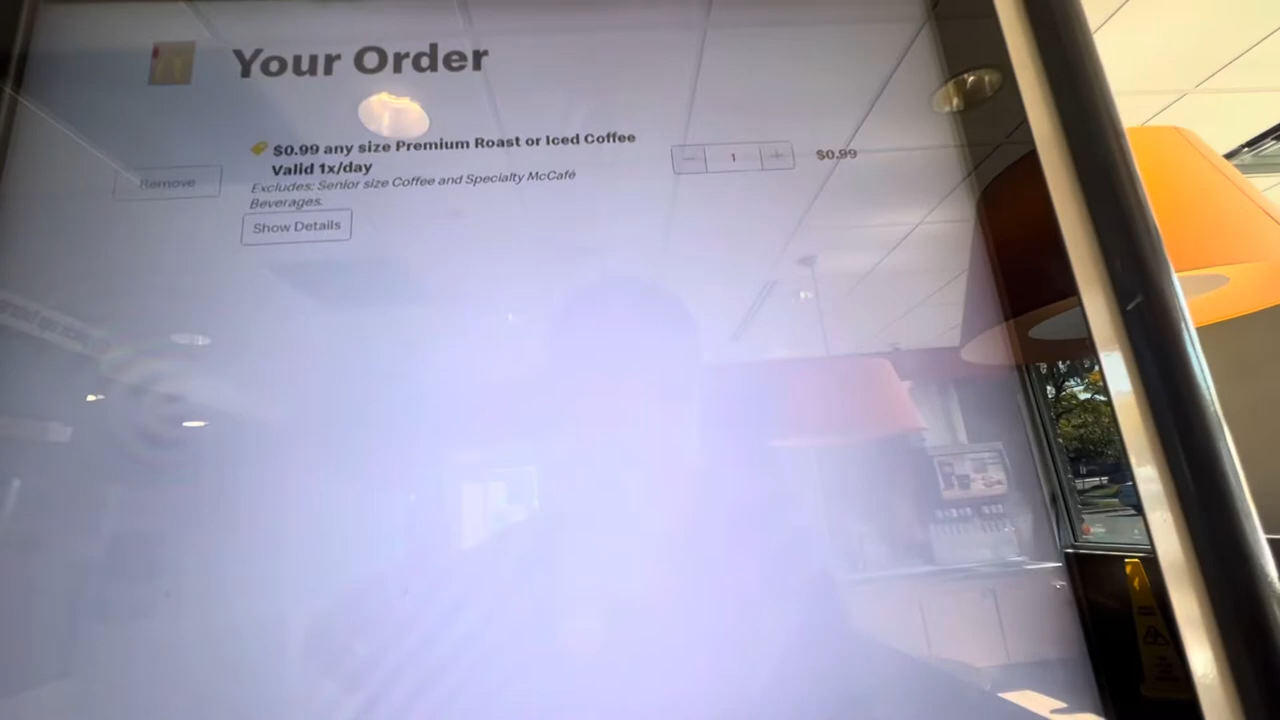 Your Order
$0.99 any size Premium Roast or Iced Coffee
Valid 1x/day
Excludes: Senior size Coffee and Specialty McCafé
Beverages.
Remove
Show Details
− 1 + $0.99